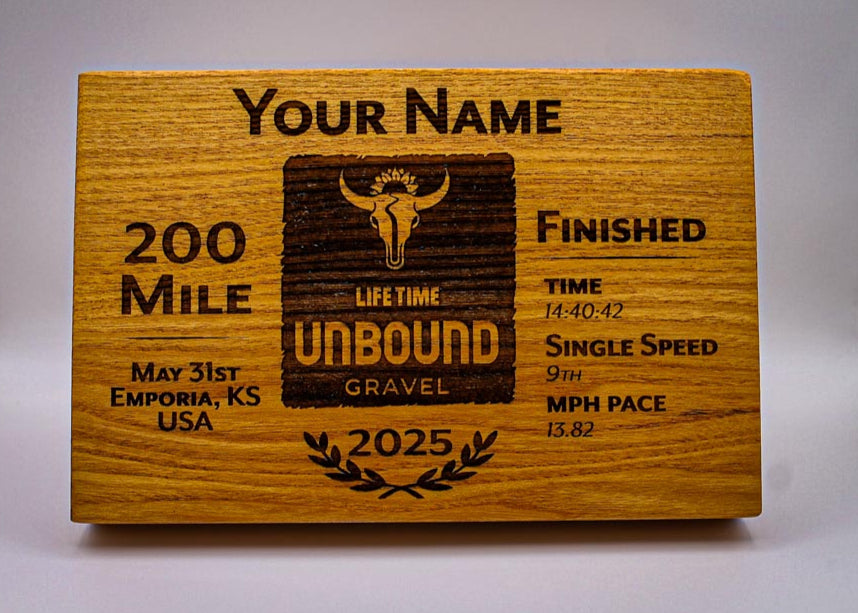 YOUR NAME
200
MILE
MAY 31ST
EMPORIA, KS
USA
LIFE TIME
UNBOUND
GRAVEL
2025
FINISHED
TIME
14:40:42
SINGLE SPEED
9TH
MPH PACE
13.82